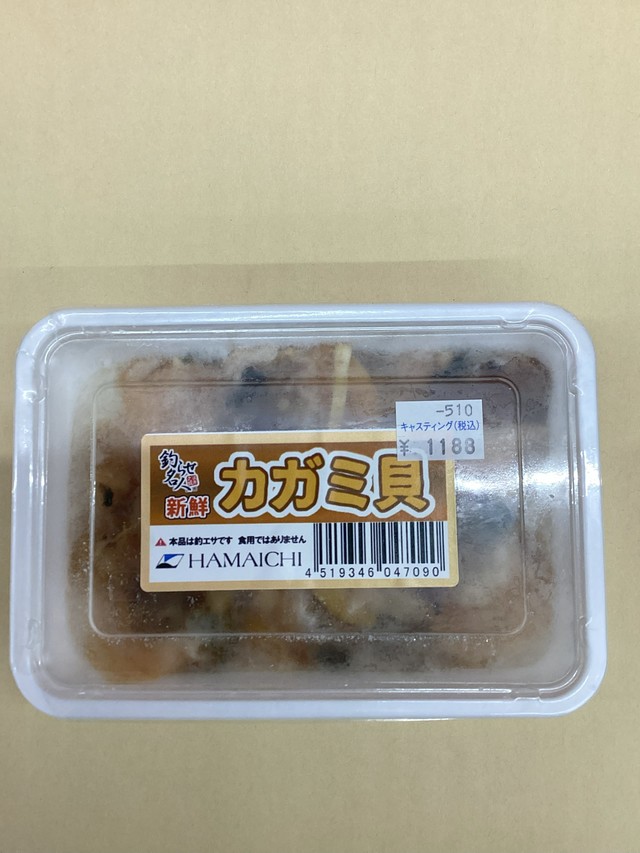 -510
キャスティング(税込)
¥ 1188
釣らせ
名人
新鮮 カガミ貝
本品は釣エサです 食用ではありません
HAMAICHI
4 519346 047090